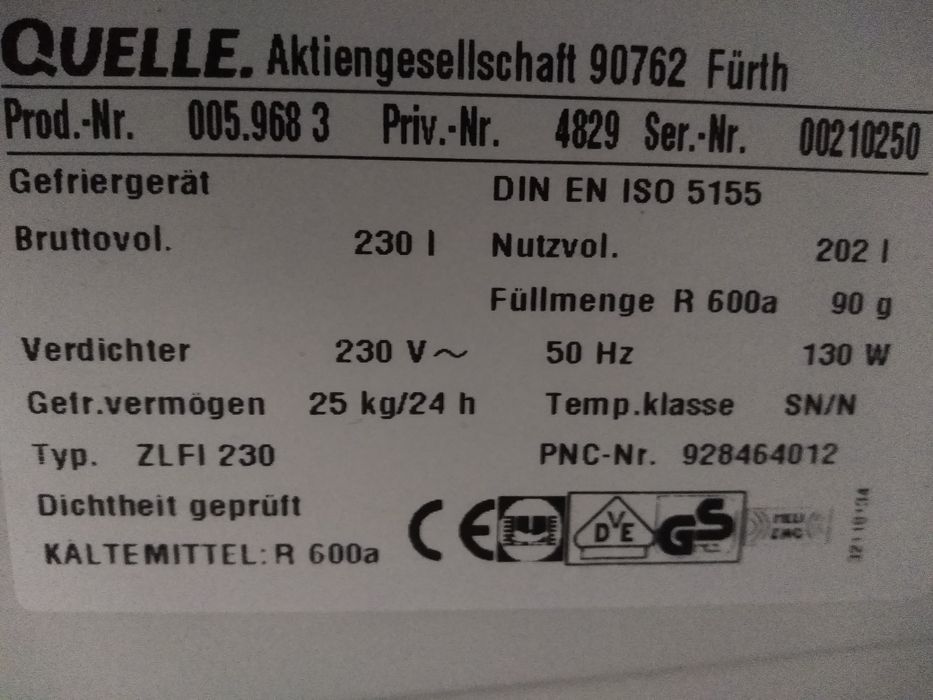 QUELLE. Aktiengesellschaft 90762 Fürth
Prod.-Nr. 005.968 3 Priv.-Nr. 4829 Ser.-Nr. 00210250
Gefriergerät DIN EN ISO 5155
Bruttovol. 230 l Nutzvol. 202 l
Füllmenge R 600a 90 g
Verdichter 230 V~ 50 Hz 130 W
Gefr.vermögen 25 kg/24 h Temp.klasse SN/N
Typ. ZLFI 230 PNC-Nr. 928464012
Dichtheit geprüft
KÄLTEMITTEL: R 600a CE DVE GS